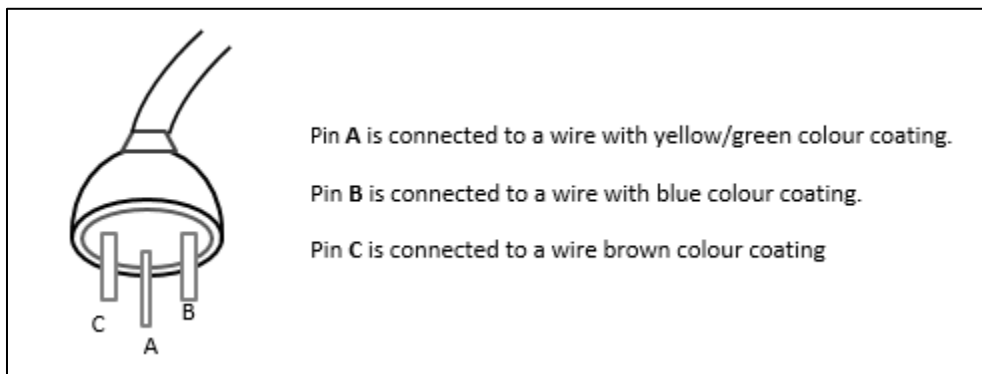 Pin A is connected to a wire with yellow/green colour coating.
Pin B is connected to a wire with blue colour coating.
Pin C is connected to a wire brown colour coating
C
B
A